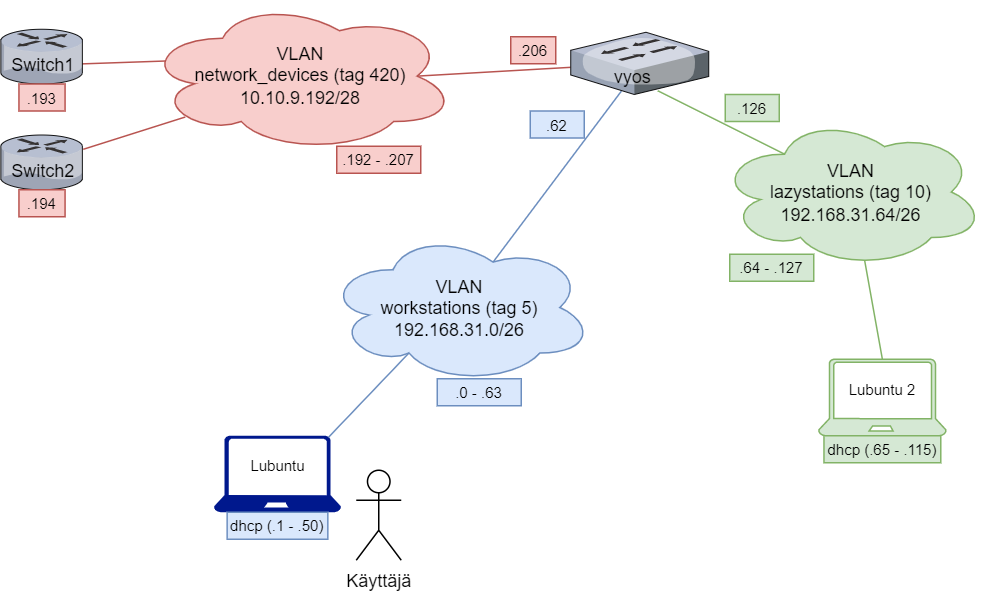 Switch1
.193
Switch2
.194
VLAN
network_devices (tag 420)
10.10.9.192/28
.192 - .207
.206
vyos
.62
.126
VLAN
lazystations (tag 10)
192.168.31.64/26
.64 - .127
VLAN
workstations (tag 5)
192.168.31.0/26
.0 - .63
Lubuntu 2
dhcp (.65 - .115)
Lubuntu
dhcp (.1 - .50)
Käyttäjä